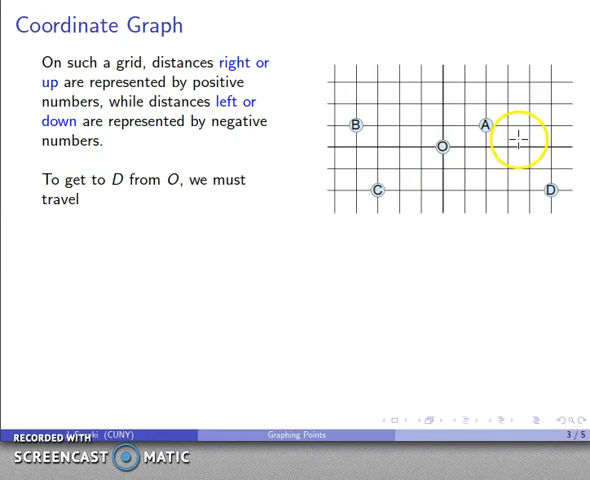 Coordinate Graph
On such a grid, distances right or
up are represented by positive
numbers, while distances left or
down are represented by negative
numbers.
To get to D from O, we must
travel
B
A
O
C
D
(CUNY)
Graphing Points
3 / 5
RECORDED WITH
SCREENCAST MATIC